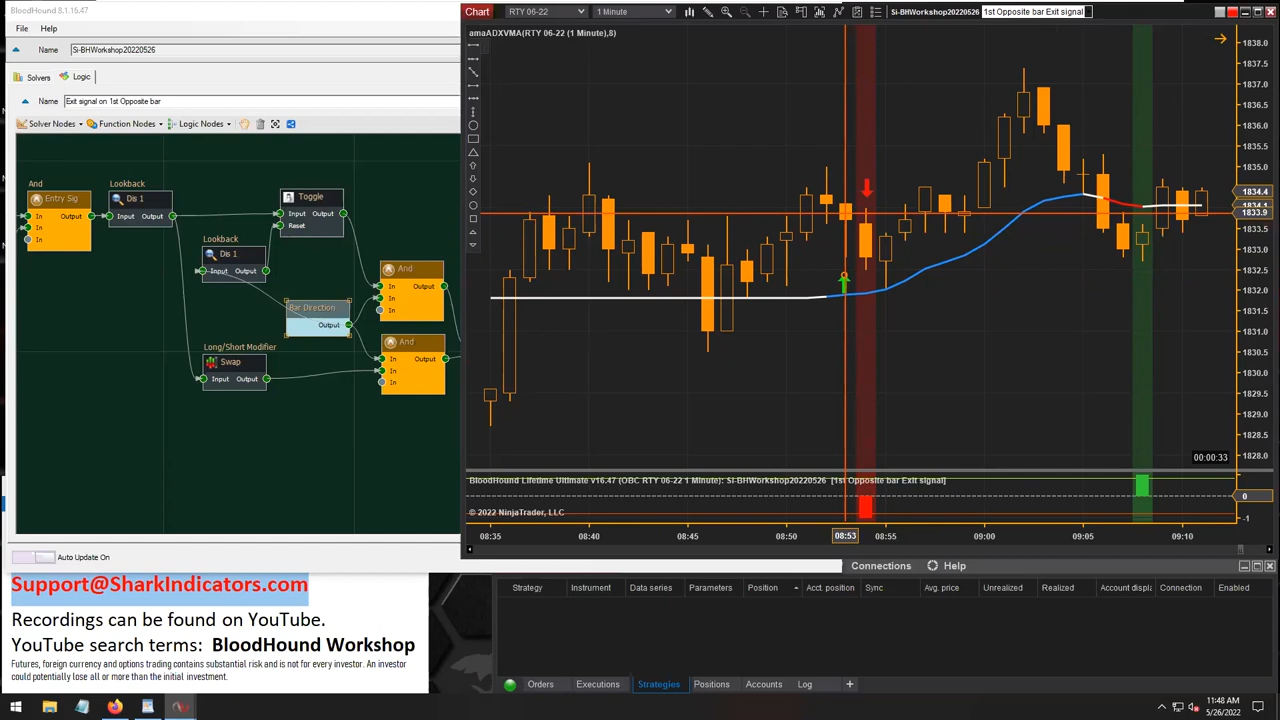 BloodHound 8.1.16.47
File Help
Name Si-BHWorkshop20220526
Solvers Logic
Name Exit signal on 1st Opposite bar
Solver Nodes Function Nodes Logic Nodes
And
Entry Sig
In Output
In
In
Lookback
Dis 1
Input Output
Toggle
Input Output
Reset
Lookback
Dis 1
Input Output
And
In Output
In
In
Bar Direction
Output
And
In Output
In
In
Long/Short Modifier
Swap
Input Output
Auto Update On
Chart RTY 06-22 1 Minute Si-BHWorkshop20220526 1st Opposite bar Exit signal
amaADXVMA(RTY 06-22 (1 Minute),8)
1838.0
1837.5
1837.0
1836.5
1836.0
1835.5
1835.0
1834.4
1834.1
1833.9
1833.5
1833.0
1832.5
1832.0
1831.5
1831.0
1830.5
1830.0
1829.5
1829.0
1828.5
1828.0
00:00:33
BloodHound Lifetime Ultimate v16.47 (OBC RTY 06-22 1 Minute): Si-BHWorkshop20220526 [1st Opposite bar Exit signal]
0
-1
© 2022 NinjaTrader, LLC
08:35 08:40 08:45 08:50 08:53 08:55 09:00 09:05 09:10
Connections Help
Strategy Instrument Data series Parameters Position Acct. position Sync Avg. price Unrealized Realized Account displa Connection Enabled
Orders Executions Strategies Positions Accounts Log +
Support@SharkIndicators.com
Recordings can be found on YouTube.
YouTube search terms: BloodHound Workshop
Futures, foreign currency and options trading contains substantial risk and is not for every investor. An investor
could potentially lose all or more than the initial investment.
11:48 AM
5/26/2022